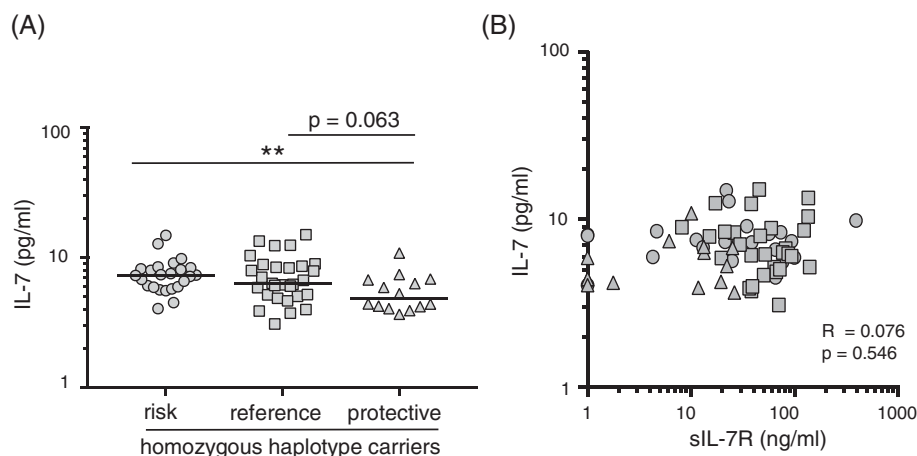 (A)
p = 0.063
**
100
10
1
IL-7 (pg/ml)
risk reference protective
homozygous haplotype carriers
(B)
100
10
1
IL-7 (pg/ml)
R = 0.076
p = 0.546
1 10 100 1000
sIL-7R (ng/ml)